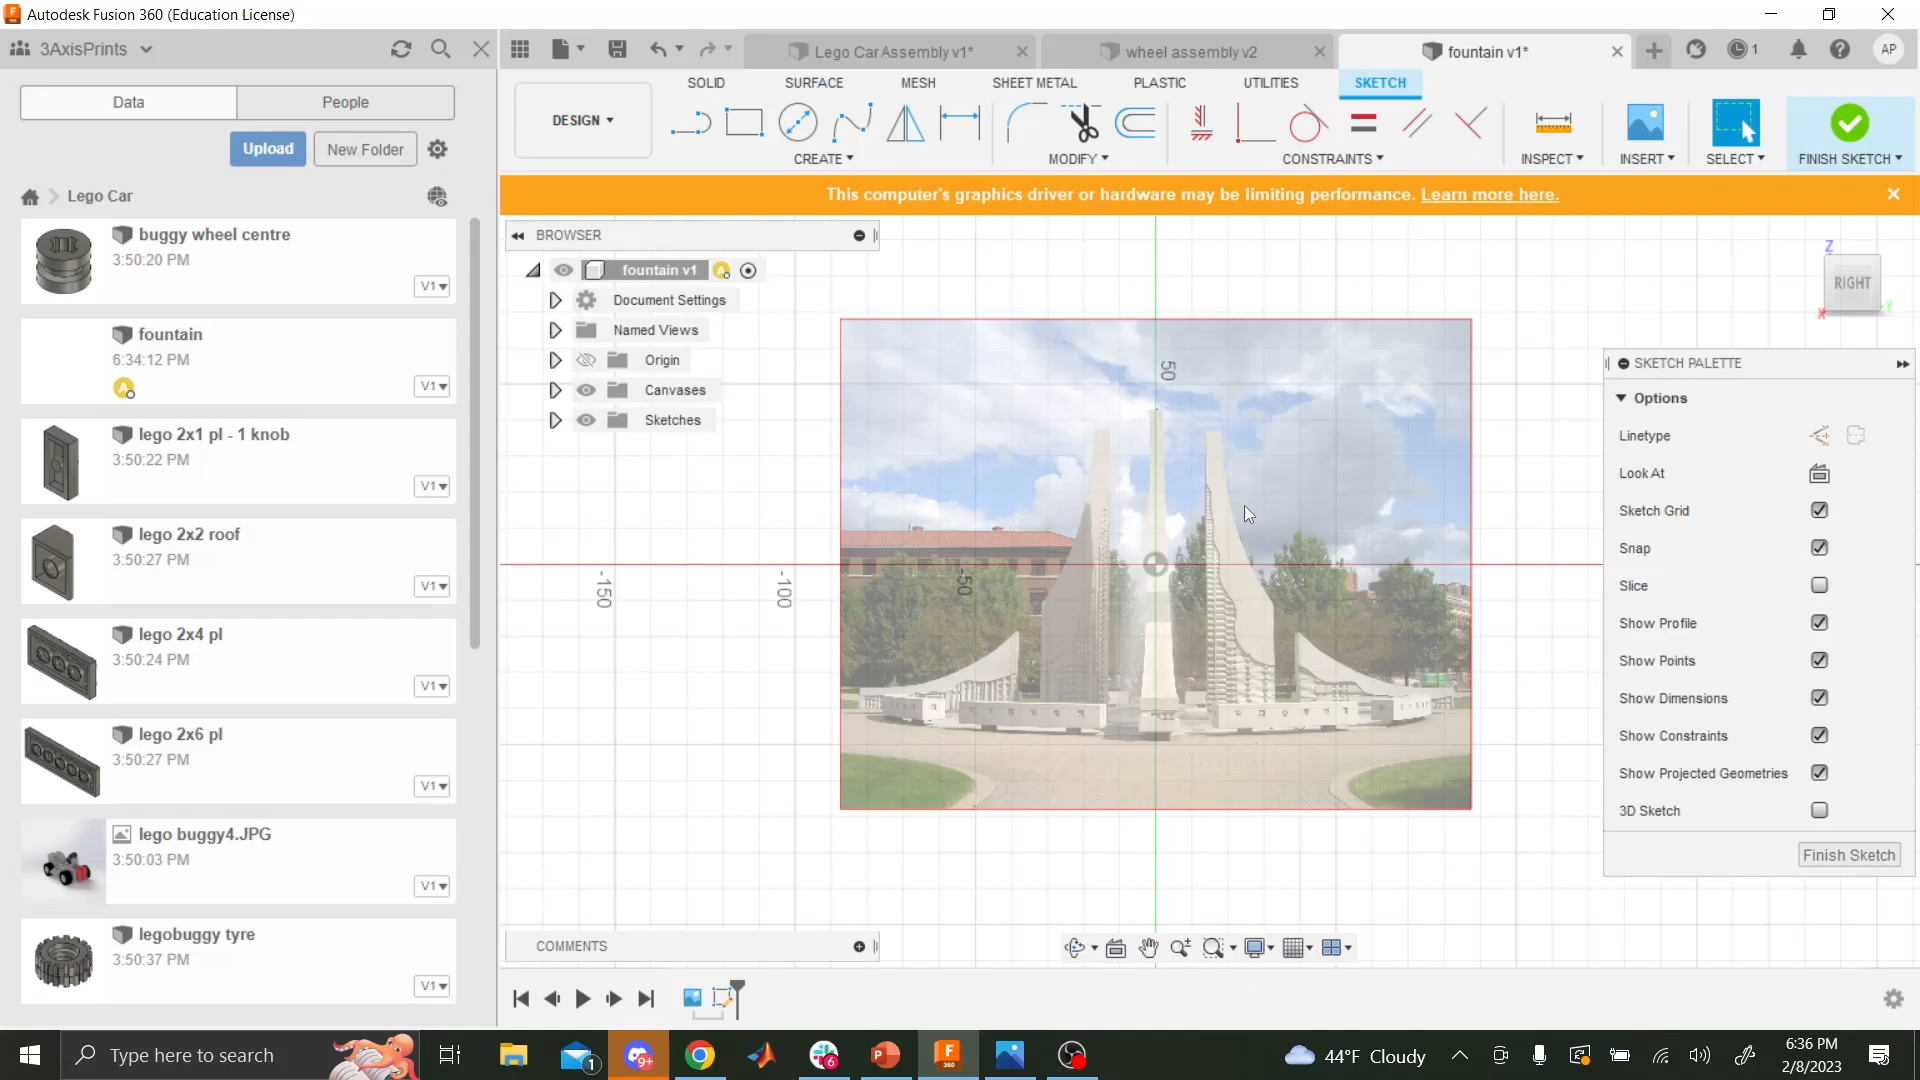 Autodesk Fusion 360 (Education License)
3AxisPrints
Data
People
Upload
New Folder
Lego Car
buggy wheel centre
3:50:20 PM
V1
fountain
6:34:12 PM
V1
lego 2x1 pl - 1 knob
3:50:22 PM
V1
lego 2x2 roof
3:50:27 PM
V1
lego 2x4 pl
3:50:24 PM
V1
lego 2x6 pl
3:50:27 PM
V1
lego buggy4.JPG
3:50:03 PM
V1
legobuggy tyre
3:50:37 PM
V1
Lego Car Assembly v1*
wheel assembly v2
fountain v1*
1
AP
SOLID
SURFACE
MESH
SHEET METAL
PLASTIC
UTILITIES
SKETCH
DESIGN
CREATE
MODIFY
CONSTRAINTS
INSPECT
INSERT
SELECT
FINISH SKETCH
This computer's graphics driver or hardware may be limiting performance. Learn more here.
BROWSER
fountain v1
Document Settings
Named Views
Origin
Canvases
Sketches
50
-150
-100
-50
Z
RIGHT
X
Y
SKETCH PALETTE
Options
Linetype
Look At
Sketch Grid
Snap
Slice
Show Profile
Show Points
Show Dimensions
Show Constraints
Show Projected Geometries
3D Sketch
Finish Sketch
COMMENTS
Type here to search
1
9+
6
P
F
360
44°F Cloudy
6:36 PM
2/8/2023